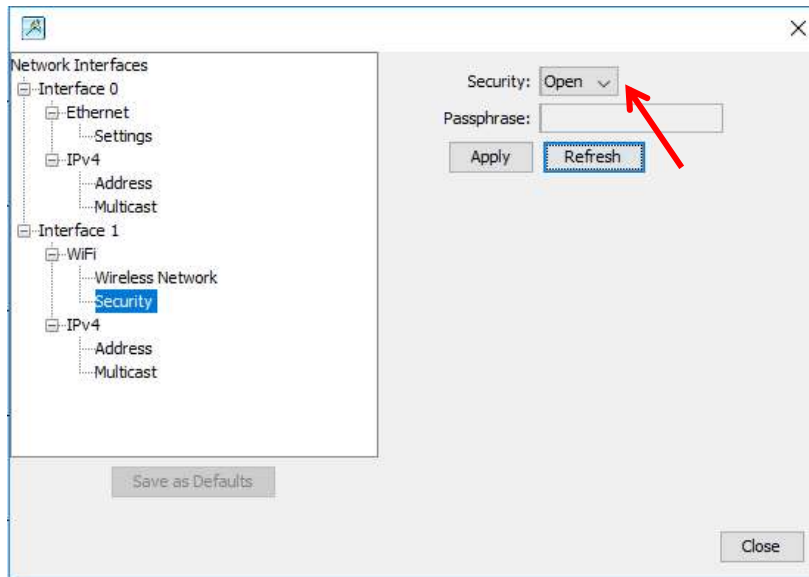 Network Interfaces
Interface 0
Ethernet
Settings
IPv4
Address
Multicast
Interface 1
WiFi
Wireless Network
Security
IPv4
Address
Multicast
Save as Defaults
Security: Open
Passphrase:
Apply Refresh
Close